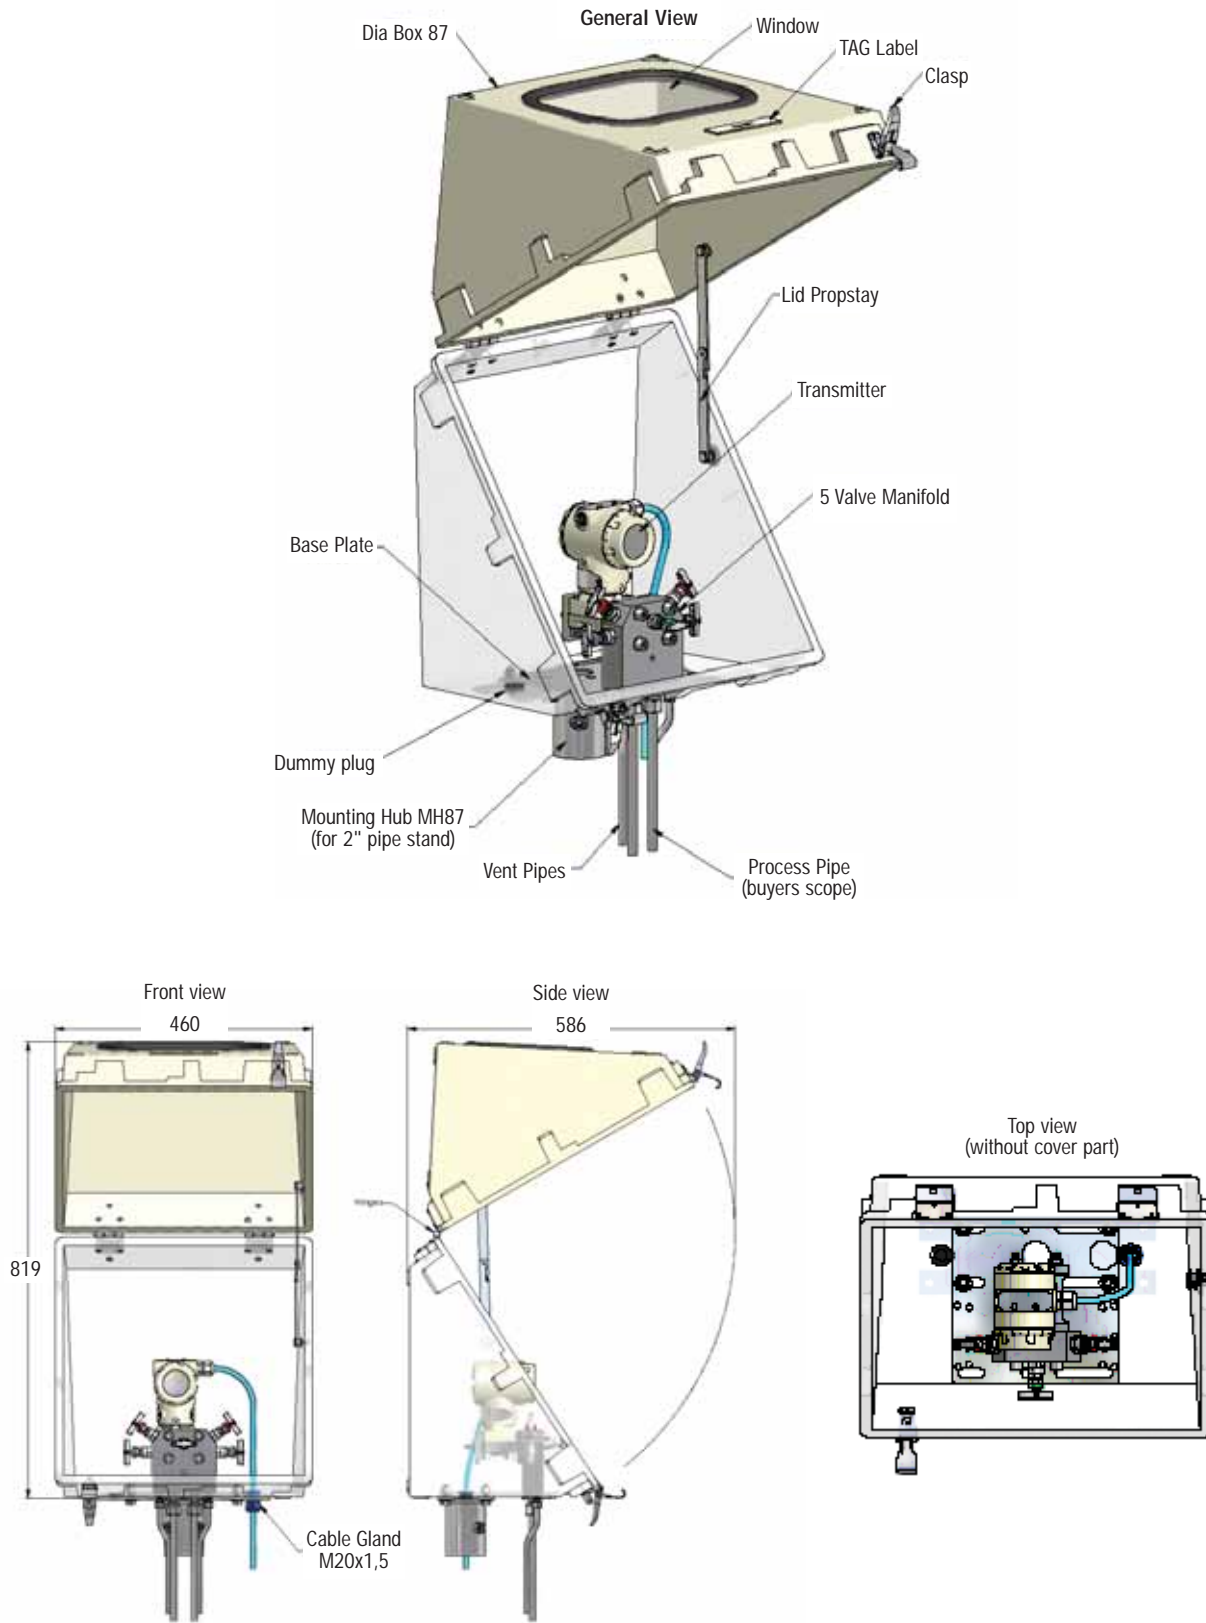 General View
Dia Box 87
Window
TAG Label
Clasp
Lid Propstay
Transmitter
5 Valve Manifold
Base Plate
Dummy plug
Mounting Hub MH87
(for 2" pipe stand)
Vent Pipes
Process Pipe
(buyers scope)
Front view
460
819
Cable Gland
M20x1,5
Side view
586
Top view
(without cover part)